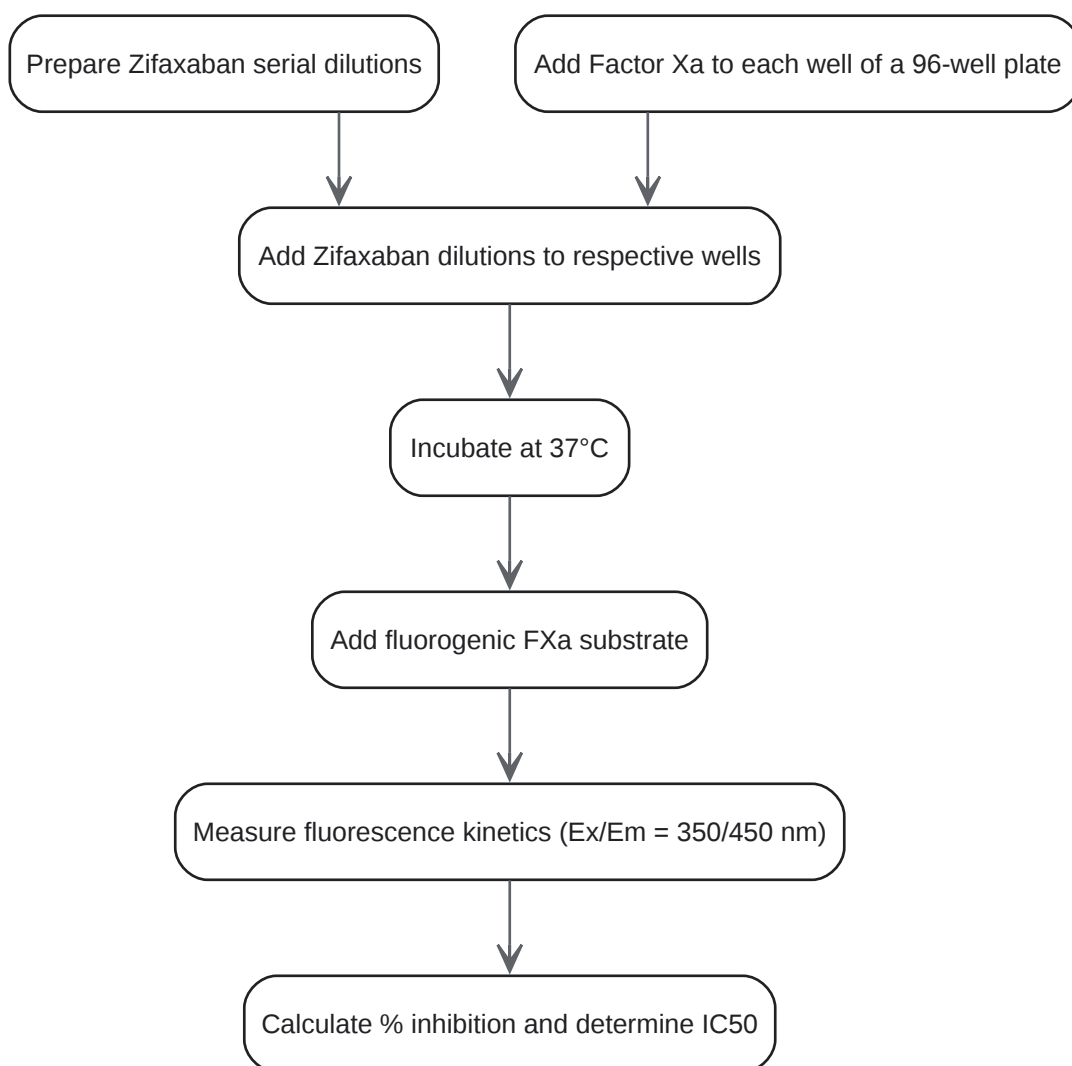 Prepare Zifaxaban serial dilutions
Add Factor Xa to each well of a 96-well plate
Add Zifaxaban dilutions to respective wells
Incubate at 37°C
Add fluorogenic FXa substrate
Measure fluorescence kinetics (Ex/Em = 350/450 nm)
Calculate % inhibition and determine IC50